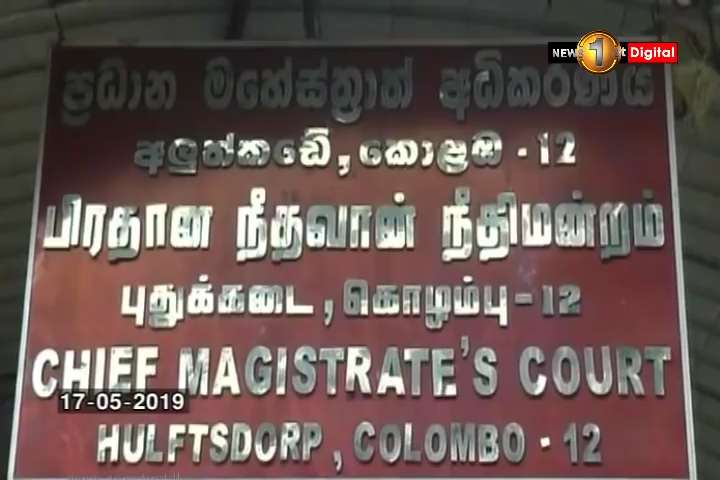 NEWS 1st Digital
ප්‍රධාන මහේස්ත්‍රාත් අධිකරණය
අලුත්කඩේ, කොළඹ - 12
பிரதான நீதவான் நீதிமன்றம்
புதுக்கடை, கொழம்பு - 12
CHIEF MAGISTRATE'S COURT
17-05-2019
HULFTSDORP, COLOMBO - 12